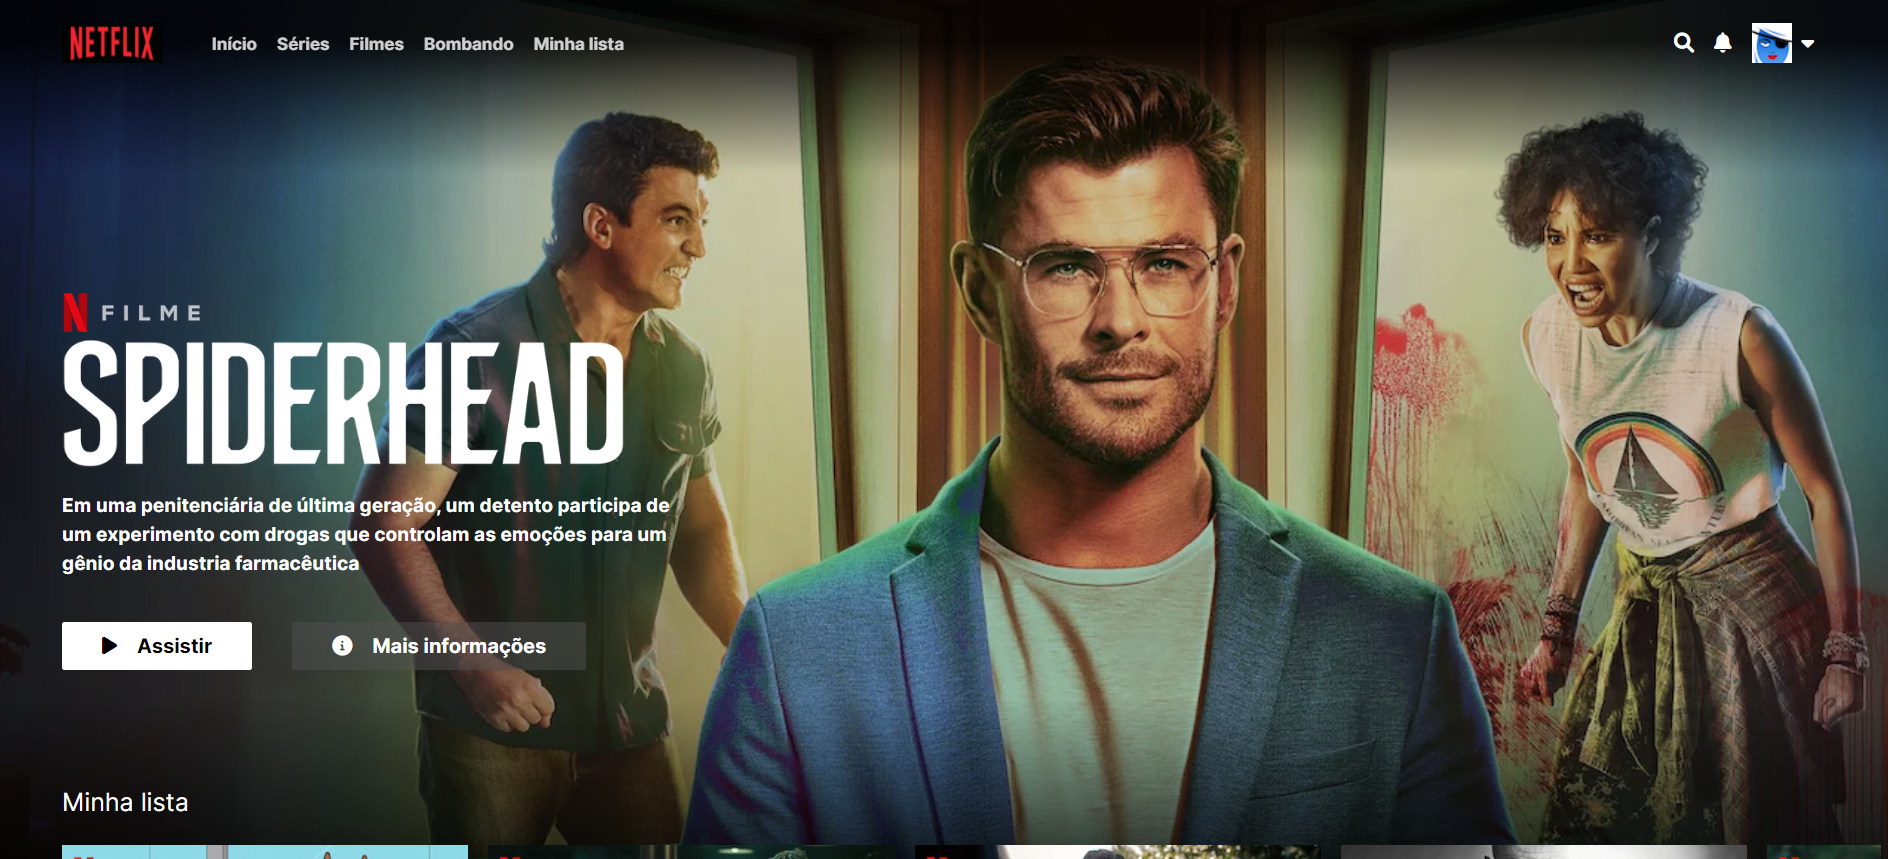 NETFLIX
Início Séries Filmes Bombando Minha lista
N FILME
SPIDERHEAD
Em uma penitenciária de última geração, um detento participa de
um experimento com drogas que controlam as emoções para um
gênio da industria farmacêutica
Assistir
Mais informações
Minha lista